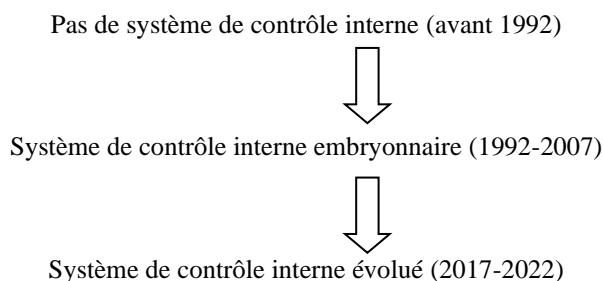 Pas de système de contrôle interne (avant 1992)
Système de contrôle interne embryonnaire (1992-2007)
Système de contrôle interne évolué (2017-2022)